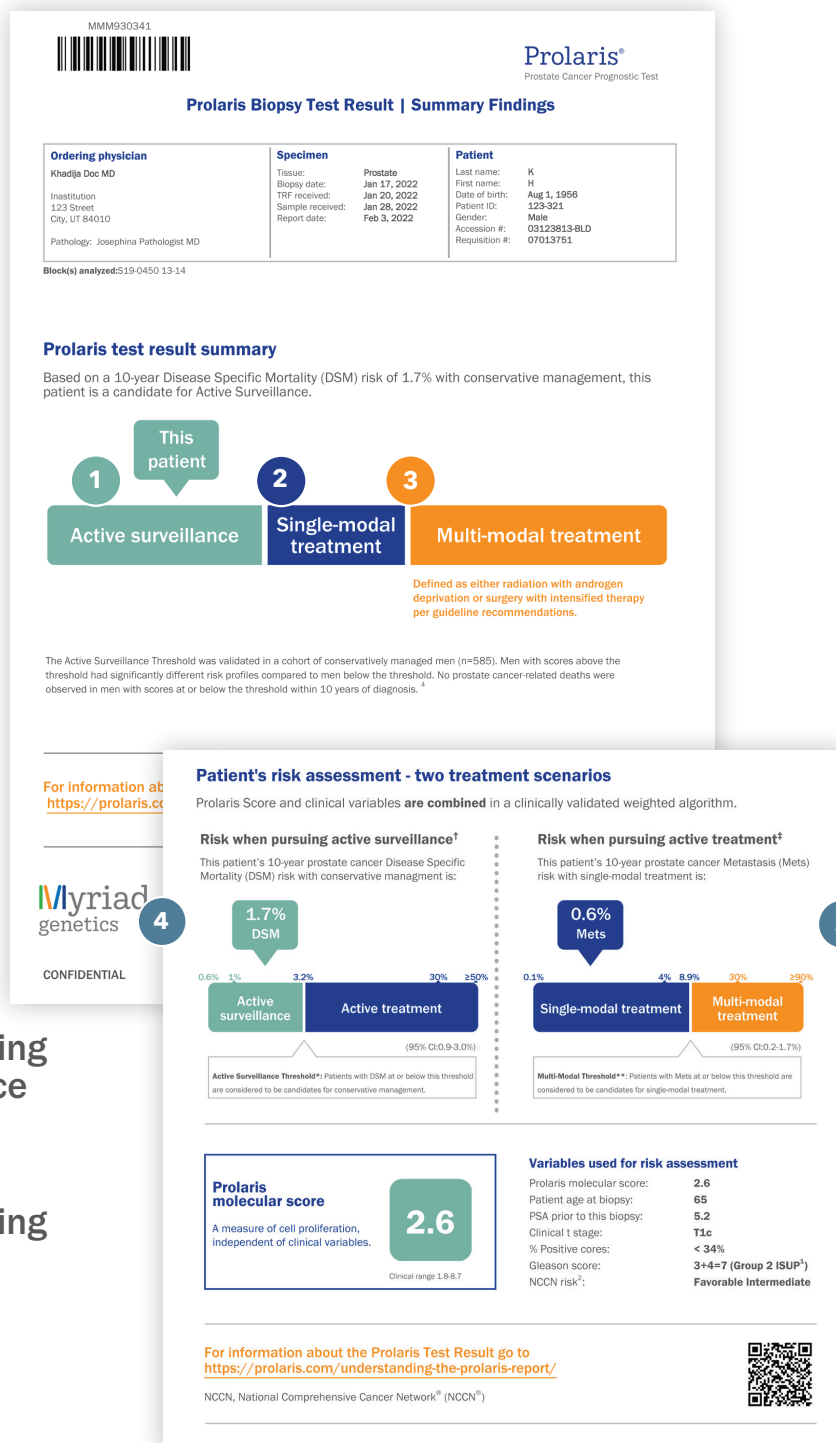 MMM930341
Prolaris®
Prostate Cancer Prognostic Test
Prolaris Biopsy Test Result | Summary Findings
Ordering physician
Khadija Doc MD
Inastitution
123 Street
City, UT 84010
Pathology: Josephina Pathologist MD
Specimen
Tissue: Prostate
Biopsy date: Jan 17, 2022
TRF received: Jan 20, 2022
Sample received: Jan 28, 2022
Report date: Feb 3, 2022
Patient
Last name: K
First name: H
Date of birth: Aug 1, 1956
Patient ID: 123-321
Gender: Male
Accession #: 03123813-BLD
Requisition #: 07013751
Block(s) analyzed:S19-0450 13-14
Prolaris test result summary
Based on a 10-year Disease Specific Mortality (DSM) risk of 1.7% with conservative management, this
patient is a candidate for Active Surveillance.
This
patient
1
2
3
Active surveillance
Single-modal
treatment
Multi-modal treatment
Defined as either radiation with androgen
deprivation or surgery with intensified therapy
per guideline recommendations.
The Active Surveillance Threshold was validated in a cohort of conservatively managed men (n=585). Men with scores above the
threshold had significantly different risk profiles compared to men below the threshold. No prostate cancer-related deaths were
observed in men with scores at or below the threshold within 10 years of diagnosis. 4
For information ab
https://prolaris.co
Myriad
genetics
4
CONFIDENTIAL
ing
ce
ing
Patient's risk assessment - two treatment scenarios
Prolaris Score and clinical variables are combined in a clinically validated weighted algorithm.
Risk when pursuing active surveillance†
This patient's 10-year prostate cancer Disease Specific
Mortality (DSM) risk with conservative managment is:
1.7%
DSM
0.6% 1% 3.2% 30% ≥50%
Active
surveillance
Active treatment
(95% CI:0.9-3.0%)
Active Surveillance Threshold*: Patients with DSM at or below this threshold
are considered to be candidates for conservative management.
Risk when pursuing active treatment‡
This patient's 10-year prostate cancer Metastasis (Mets)
risk with single-modal treatment is:
0.6%
Mets
0.1% 4% 8.9% 30% ≥90%
Single-modal treatment
Multi-modal
treatment
(95% CI:0.2-1.7%)
Multi-Modal Threshold**: Patients with Mets at or below this threshold are
considered to be candidates for single-modal treatment.
Prolaris
molecular score
A measure of cell proliferation,
independent of clinical variables.
2.6
Clinical range 1.8-8.7
Variables used for risk assessment
Prolaris molecular score: 2.6
Patient age at biopsy: 65
PSA prior to this biopsy: 5.2
Clinical t stage: T1c
% Positive cores: < 34%
Gleason score: 3+4=7 (Group 2 ISUP1)
NCCN risk2: Favorable Intermediate
For information about the Prolaris Test Result go to
https://prolaris.com/understanding-the-prolaris-report/
NCCN, National Comprehensive Cancer Network® (NCCN®)